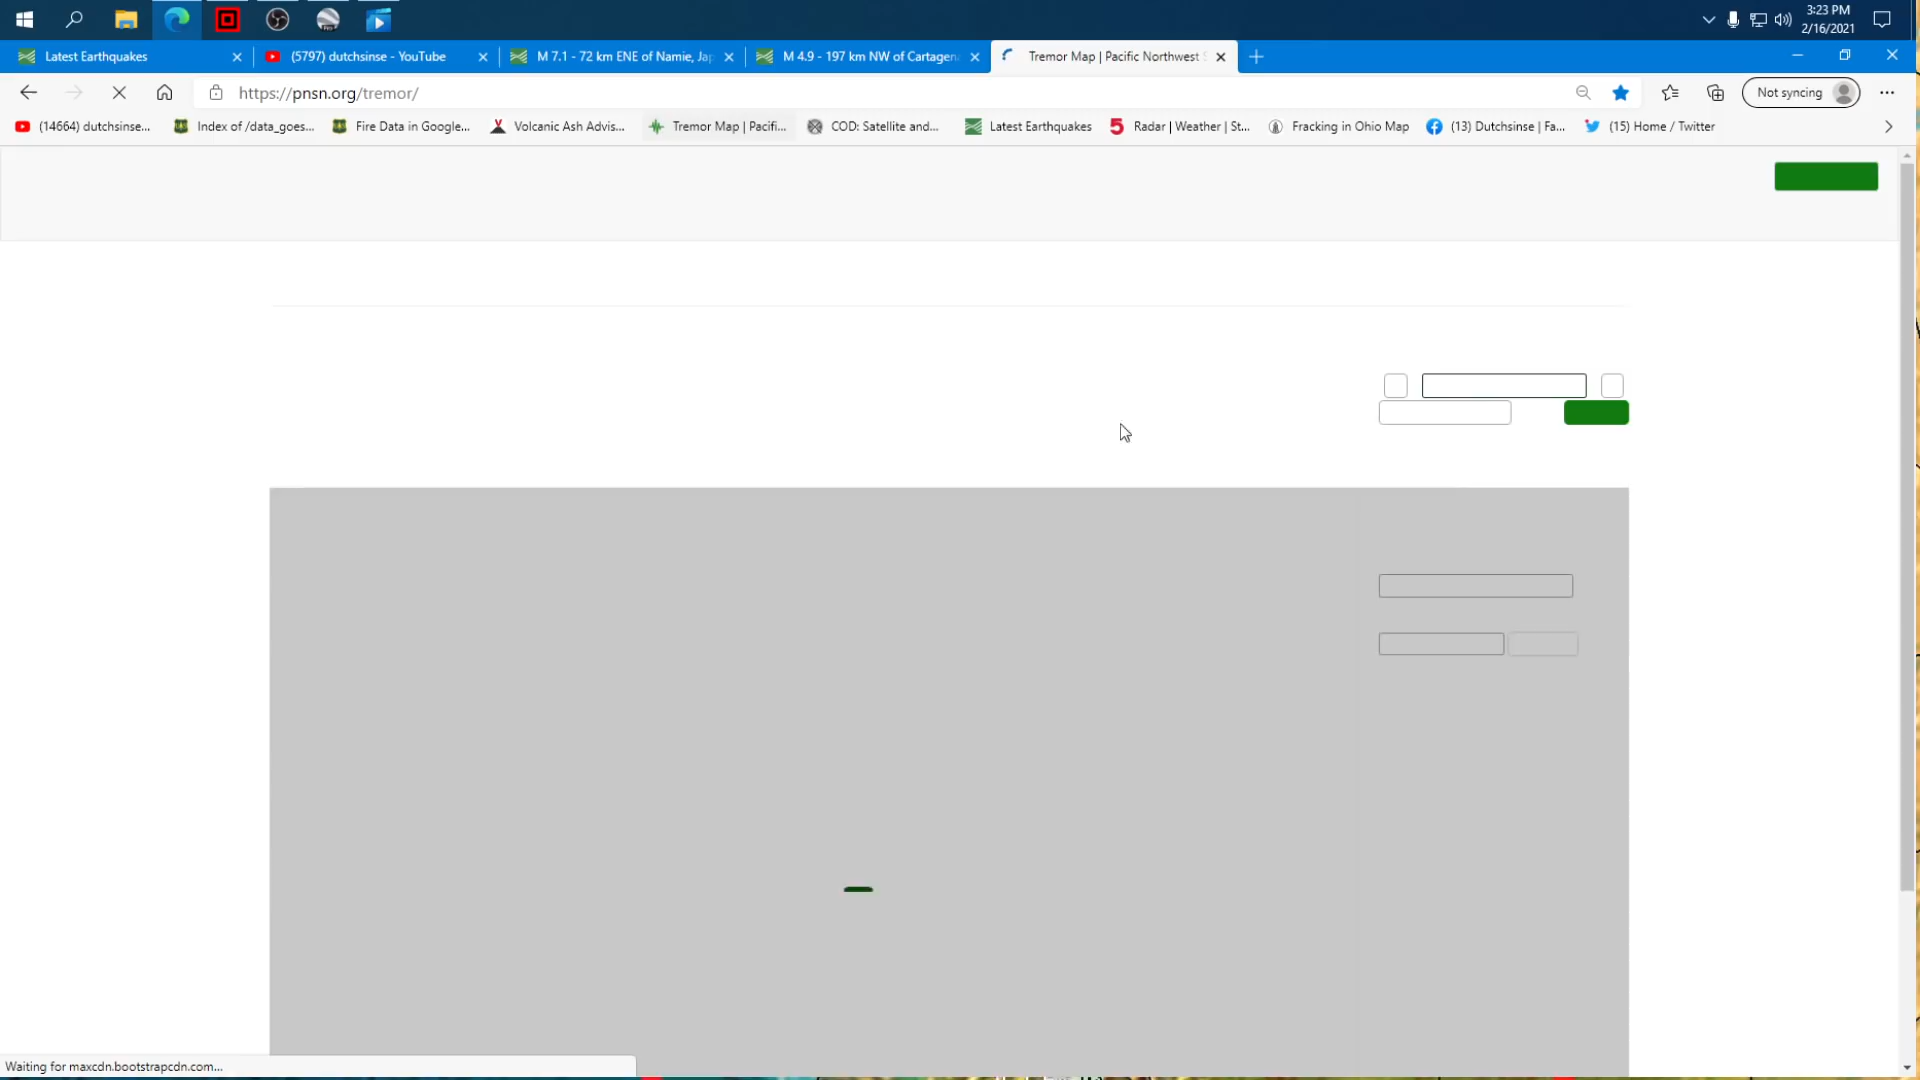 3:23 PM
2/16/2021
Latest Earthquakes
(5797) dutchsinse - YouTube
M 7.1 - 72 km ENE of Namie, Jap
M 4.9 - 197 km NW of Cartagena
Tremor Map | Pacific Northwest S
https://pnsn.org/tremor/
Not syncing
(14664) dutchsinse...
Index of /data_goes...
Fire Data in Google...
Volcanic Ash Advis...
Tremor Map | Pacifi...
COD: Satellite and...
Latest Earthquakes
Radar | Weather | St...
Fracking in Ohio Map
(13) Dutchsinse | Fa...
(15) Home / Twitter
Waiting for maxcdn.bootstrapcdn.com...